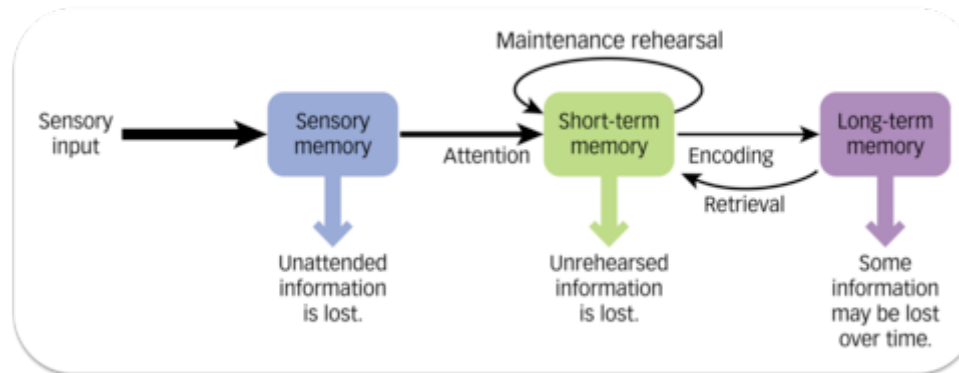 Maintenance rehearsal
Sensory
input
Sensory
memory
Attention
Short-term
memory
Encoding
Retrieval
Long-term
memory
Unattended
information
is lost.
Unrehearsed
information
is lost.
Some
information
may be lost
over time.